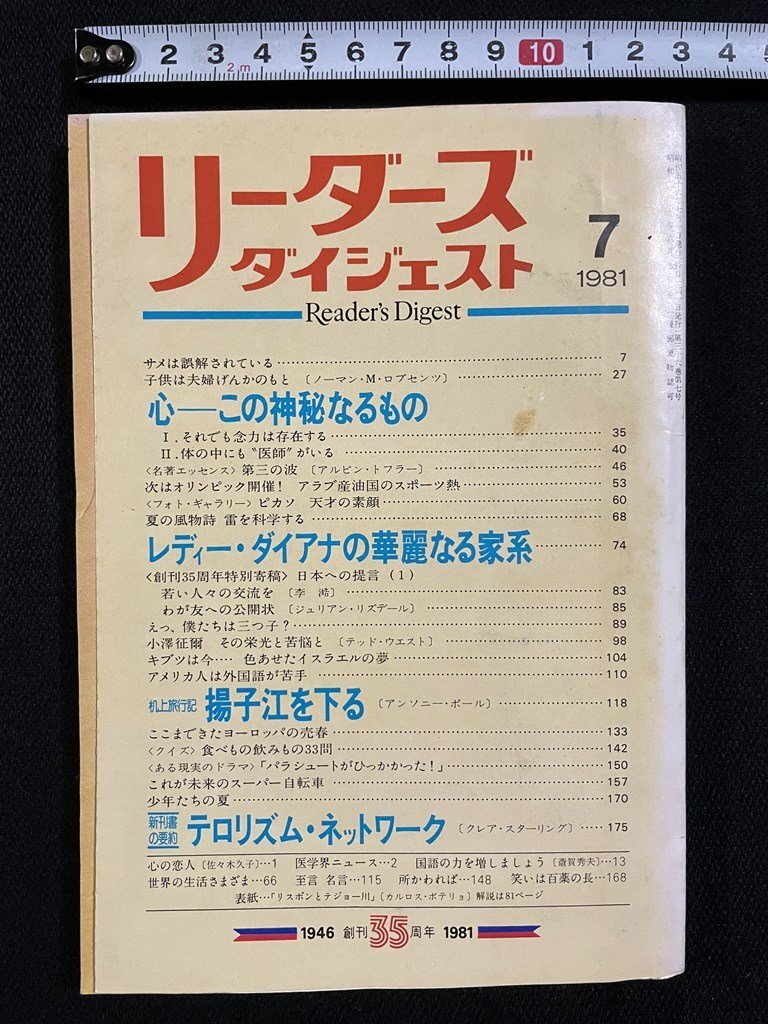 2 3 4 5 6 7 8 9 10 1 2 3 4 5
2m
リーダーズ
ダイジェスト
7
1981
Reader's Digest
サメは誤解されている…………7
子供は夫婦げんかのもと 〔ノーマン・M・ロブセンツ〕…………27
心──この神秘なるもの
I.それでも念力は存在する…………35
II.体の中にも〝医師〟がいる…………40
〈名著エッセンス〉第三の波 〔アルビン・トフラー〕…………46
次はオリンピック開催! アラブ産油国のスポーツ熱…………53
〈フォト・ギャラリー〉ピカソ 天才の素顔…………60
夏の風物詩 雷を科学する…………68
レディー・ダイアナの華麗なる家系…………74
〈創刊35周年特別寄稿〉日本への提言(1)
若い人々の交流を 〔李 澔〕…………83
わが友への公開状 〔ジュリアン・リズデール〕…………85
えっ、僕たちは三つ子?…………89
小澤征爾 その栄光と苦悩と 〔テッド・ウエスト〕…………98
キブツは今‥‥ 色あせたイスラエルの夢…………104
アメリカ人は外国語が苦手…………110
机上旅行記 揚子江を下る 〔アンソニー・ポール〕…………118
ここまできたヨーロッパの売春…………133
〈クイズ〉食べもの飲みもの33問…………142
〈ある現実のドラマ〉「パラシュートがひっかかった!」…………150
これが未来のスーパー自転車…………157
少年たちの夏…………170
新刊書の要約 テロリズム・ネットワーク 〔クレア・スターリング〕……175
心の恋人〔佐々木久子〕…1 医学界ニュース…2 国語の力を増しましょう〔斎賀秀夫〕…13
世界の生活さまざま…66 至言 名言…115 所かわれば…148 笑いは百薬の長…168
表紙…「リスボンとテジョー川」〔カルロス・ボテリョ〕解説は81ページ
1946 創刊35周年 1981